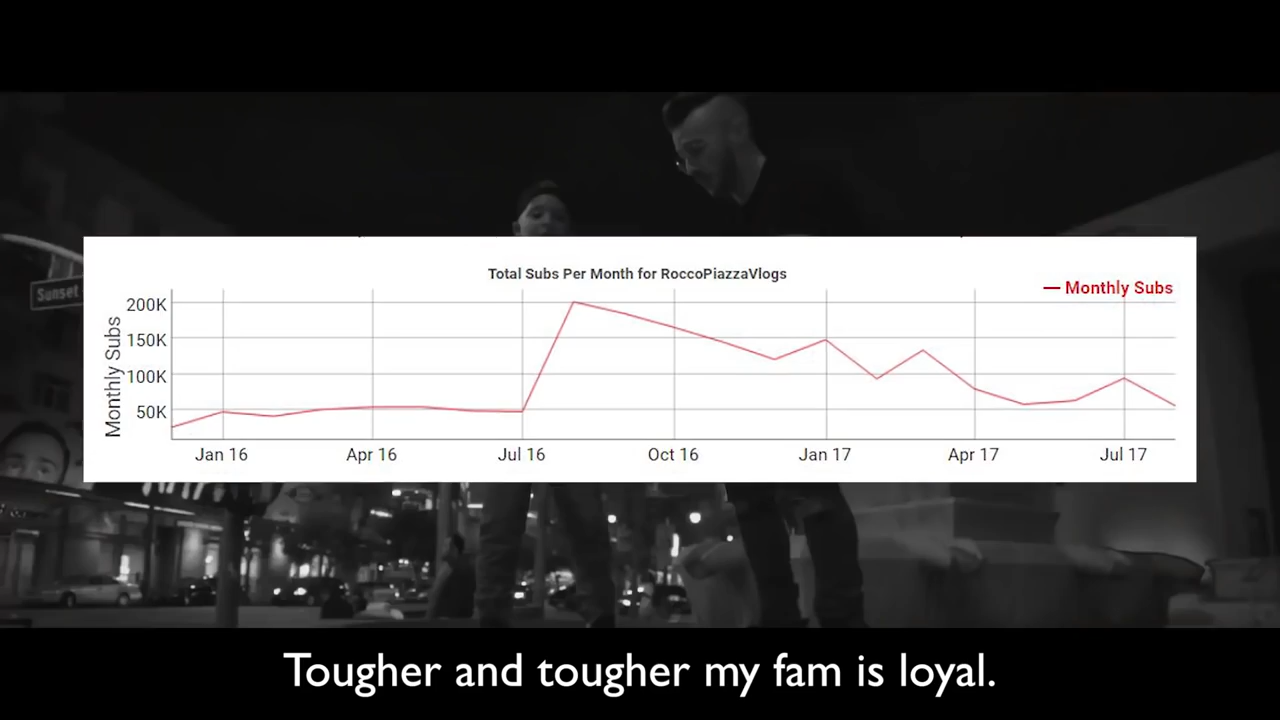 Sunset
Total Subs Per Month for RoccoPiazzaVlogs
Monthly Subs
Monthly Subs
200K
150K
100K
50K
Jan 16
Apr 16
Jul 16
Oct 16
Jan 17
Apr 17
Jul 17
Tougher and tougher my fam is loyal.